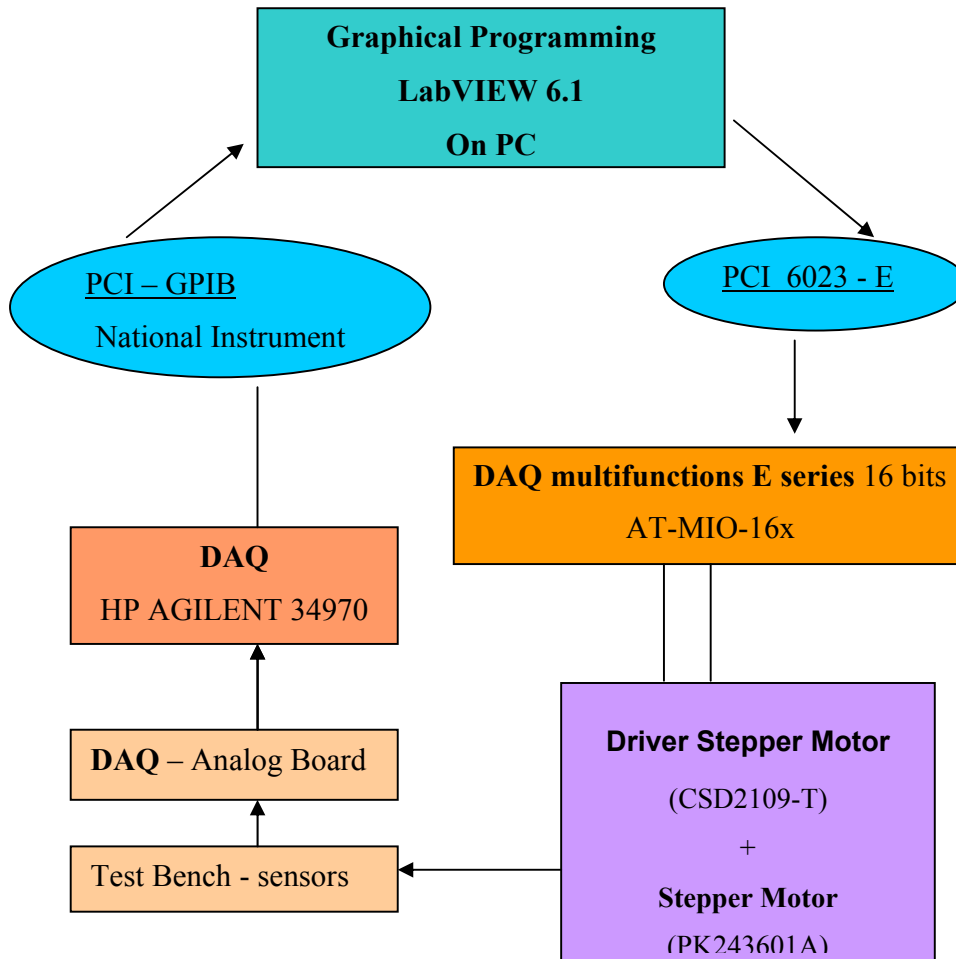 Graphical Programming
LabVIEW 6.1
On PC
PCI – GPIB
National Instrument
PCI 6023 - E
DAQ multifunctions E series 16 bits
AT-MIO-16x
DAQ
HP AGILENT 34970
DAQ – Analog Board
Test Bench - sensors
Driver Stepper Motor
(CSD2109-T)
+
Stepper Motor
(PK243601A)